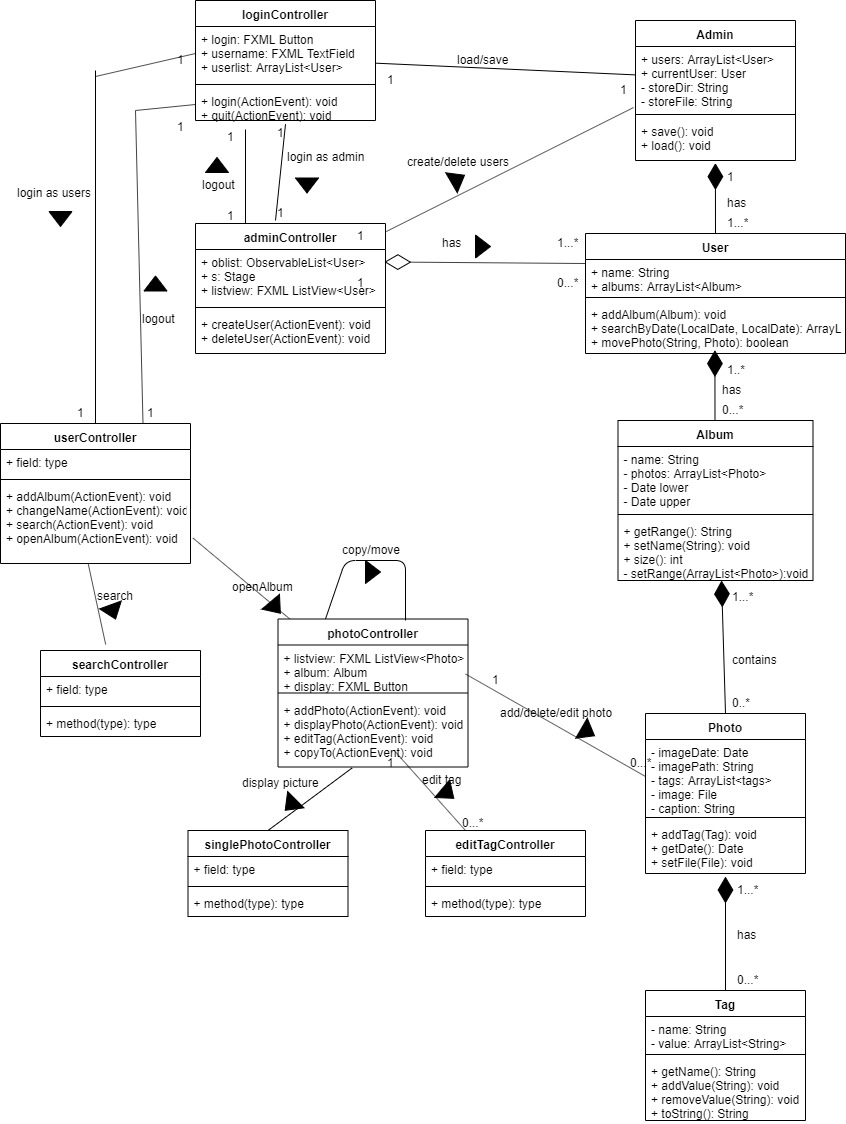 loginController
+ login: FXML Button
+ username: FXML TextField
+ userlist: ArrayList<User>
+ login(ActionEvent): void
+ quit(ActionEvent): void
Admin
+ users: ArrayList<User>
+ currentUser: User
- storeDir: String
- storeFile: String
+ save(): void
+ load(): void
load/save
1
1
1
1
1
1
login as users
logout
login as admin
create/delete users
1
has
1...*
1
1
adminController
+ oblist: ObservableList<User>
+ s: Stage
+ listview: FXML ListView<User>
+ createUser(ActionEvent): void
+ deleteUser(ActionEvent): void
1
1
has
1...*
0...*
User
+ name: String
+ albums: ArrayList<Album>
+ addAlbum(Album): void
+ searchByDate(LocalDate, LocalDate): ArrayL
+ movePhoto(String, Photo): boolean
logout
1..*
has
0...*
1
1
userController
+ field: type
+ addAlbum(ActionEvent): void
+ changeName(ActionEvent): void
+ search(ActionEvent): void
+ openAlbum(ActionEvent): void
Album
- name: String
- photos: ArrayList<Photo>
- Date lower
- Date upper
+ getRange(): String
+ setName(String): void
+ size(): int
- setRange(ArrayList<Photo>):void
copy/move
openAlbum
search
1...*
contains
0..*
searchController
+ field: type
+ method(type): type
photoController
+ listview: FXML ListView<Photo>
+ album: Album
+ display: FXML Button
+ addPhoto(ActionEvent): void
+ displayPhoto(ActionEvent): void
+ editTag(ActionEvent): void
+ copyTo(ActionEvent): void
1
add/delete/edit photo
0...*
Photo
- imageDate: Date
- imagePath: String
- tags: ArrayList<tags>
- image: File
- caption: String
+ addTag(Tag): void
+ getDate(): Date
+ setFile(File): void
1
display picture
edit tag
0...*
singlePhotoController
+ field: type
+ method(type): type
editTagController
+ field: type
+ method(type): type
1...*
has
0...*
Tag
- name: String
- value: ArrayList<String>
+ getName(): String
+ addValue(String): void
+ removeValue(String): void
+ toString(): String